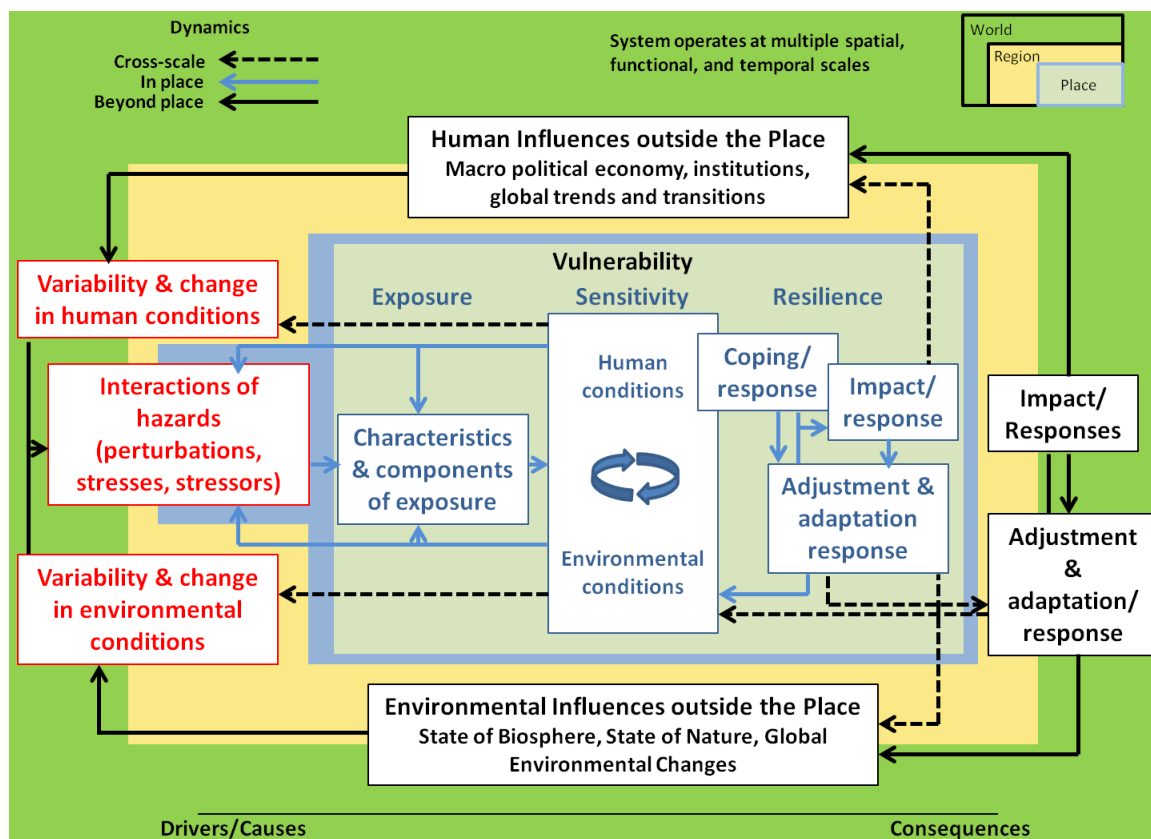 Dynamics
Cross-scale
In place
Beyond place
System operates at multiple spatial,
functional, and temporal scales
World
Region
Place
Human Influences outside the Place
Macro political economy, institutions,
global trends and transitions
Vulnerability
Exposure
Sensitivity
Resilience
Variability & change
in human conditions
Interactions of
hazards
(perturbations,
stresses, stressors)
Variability & change
in environmental
conditions
Characteristics
& components
of exposure
Human
conditions
Environmental
conditions
Coping/
response
Impact/
response
Adjustment &
adaptation
response
Impact/
Responses
Adjustment
&
adaptation/
response
Environmental Influences outside the Place
State of Biosphere, State of Nature, Global
Environmental Changes
Drivers/Causes
Consequences